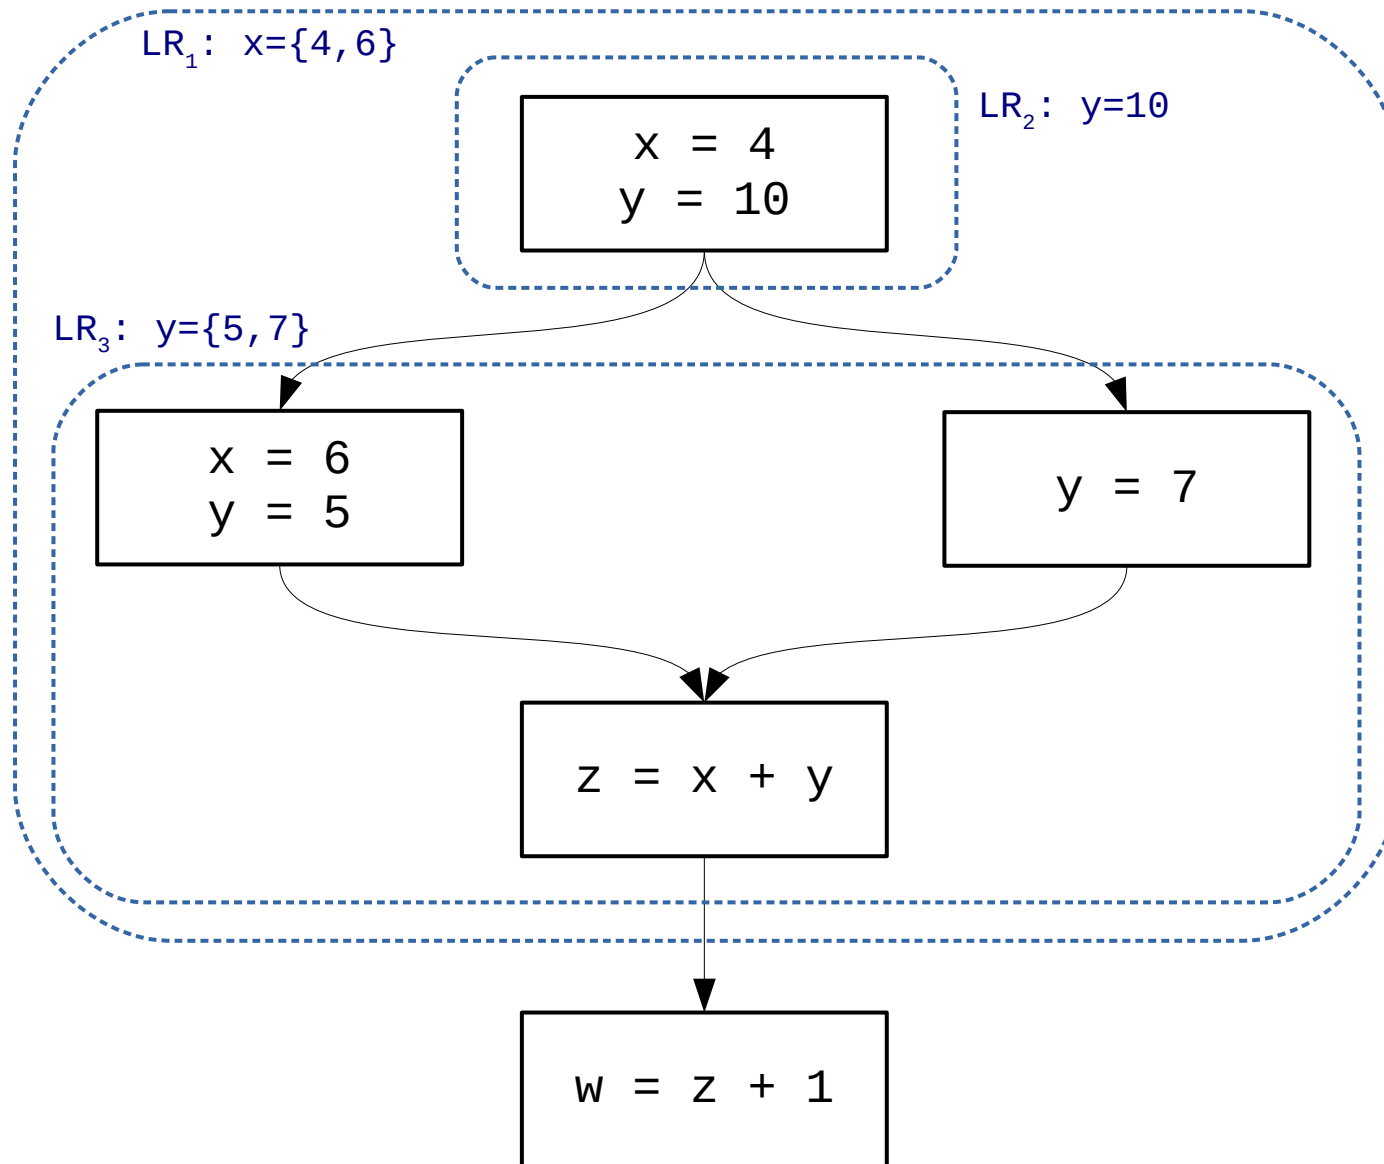 LR₁: x={4,6}
LR₂: y=10
x = 4
y = 10
LR₃: y={5,7}
x = 6
y = 5
y = 7
z = x + y
w = z + 1